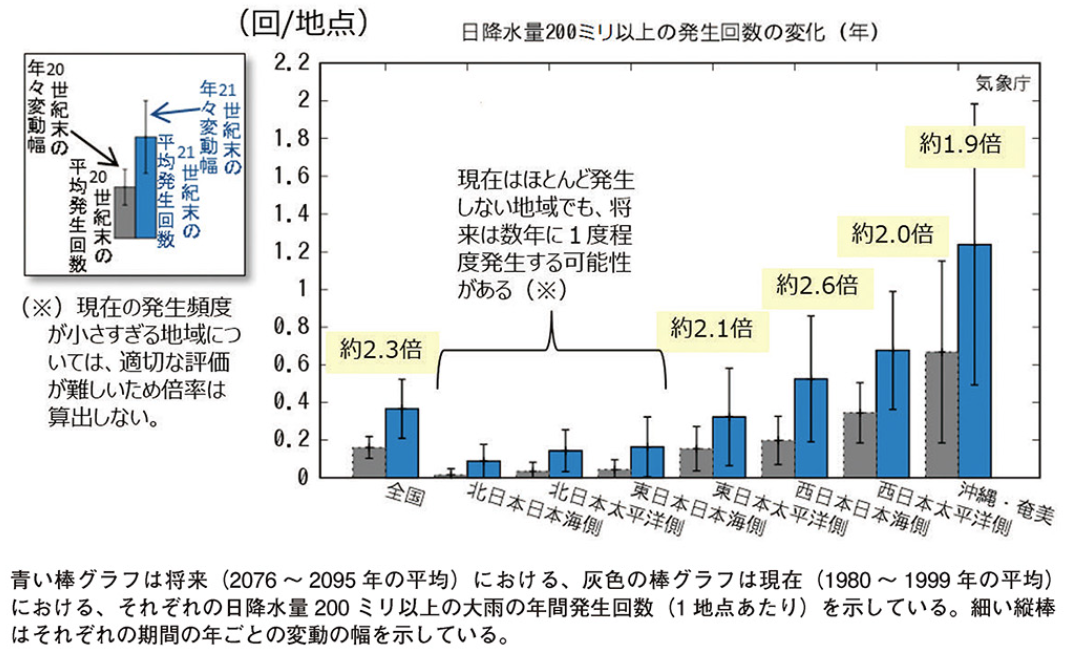 (回/地点)
日降水量200ミリ以上の発生回数の変化（年）
気象庁
2.2
2
1.8
1.6
1.4
1.2
1
0.8
0.6
0.4
0.2
0
20世紀末の
年々変動幅
21世紀末の
年々変動幅
20世紀末の
平均発生回数
21世紀末の
平均発生回数
（※）現在の発生頻度
が小さすぎる地域につ
いては、適切な評価
が難しいため倍率は
算出しない。
現在はほとんど発生
しない地域でも、将
来は数年に１度程
度発生する可能性
がある（※）
約2.3倍
約2.1倍
約2.6倍
約2.0倍
約1.9倍
全国
北日本日本海側
北日本太平洋側
東日本日本海側
東日本太平洋側
西日本日本海側
西日本太平洋側
沖縄・奄美
青い棒グラフは将来（2076 ～ 2095 年の平均）における、灰色の棒グラフは現在（1980 ～ 1999 年の平均）
における、それぞれの日降水量 200 ミリ以上の大雨の年間発生回数（1 地点あたり）を示している。細い縦棒
はそれぞれの期間の年ごとの変動の幅を示している。